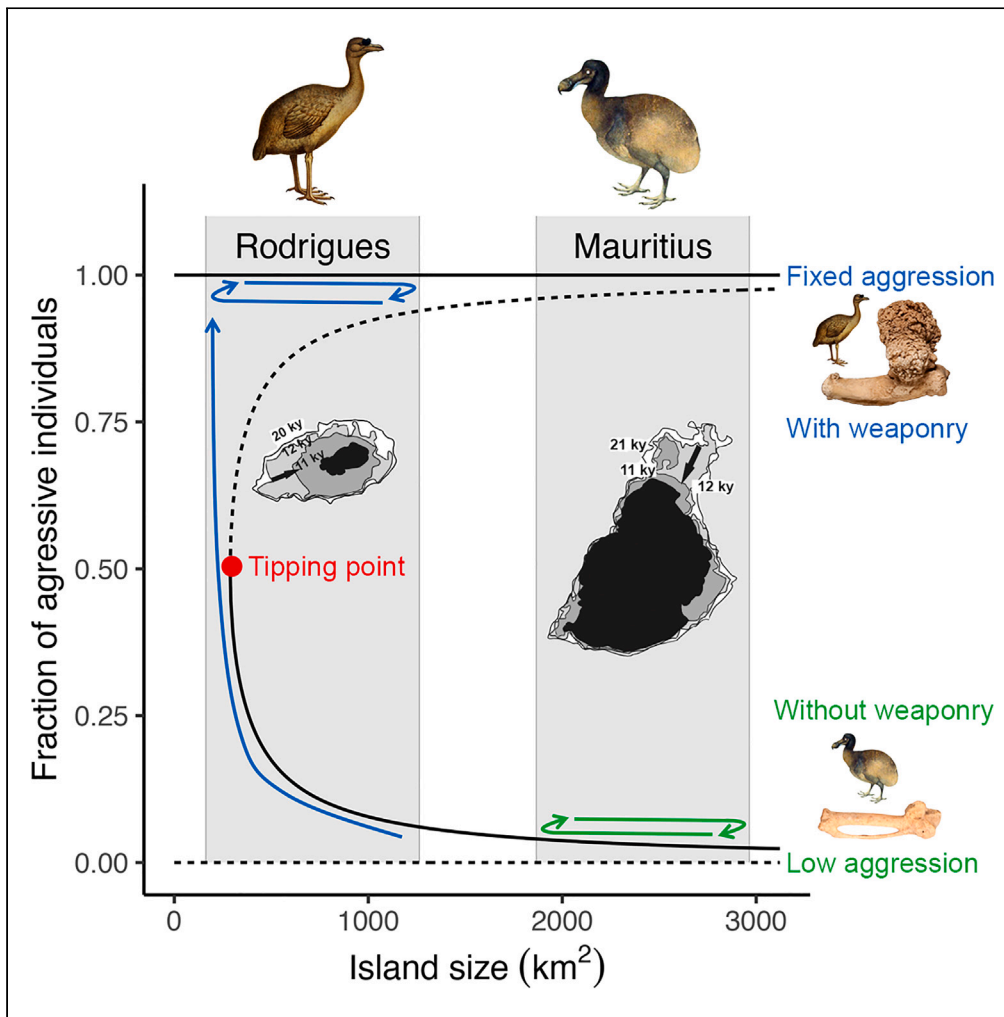 Rodrigues
Mauritius
1.00
0.75
0.50
0.25
0.00
Fraction of agressive individuals
20 ky
12 ky
11 ky
21 ky
11 ky
12 ky
Tipping point
Fixed aggression
With weaponry
Without weaponry
Low aggression
0
1000
2000
3000
Island size (km²)